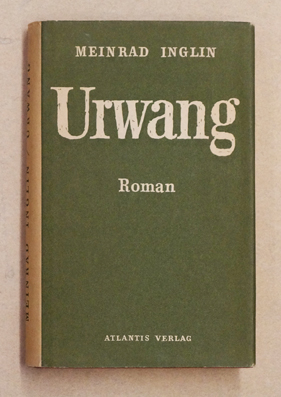 MEINRAD INGLIN
Urwang
Roman
ATLANTIS VERLAG
MEINRAD INGLIN URWANG